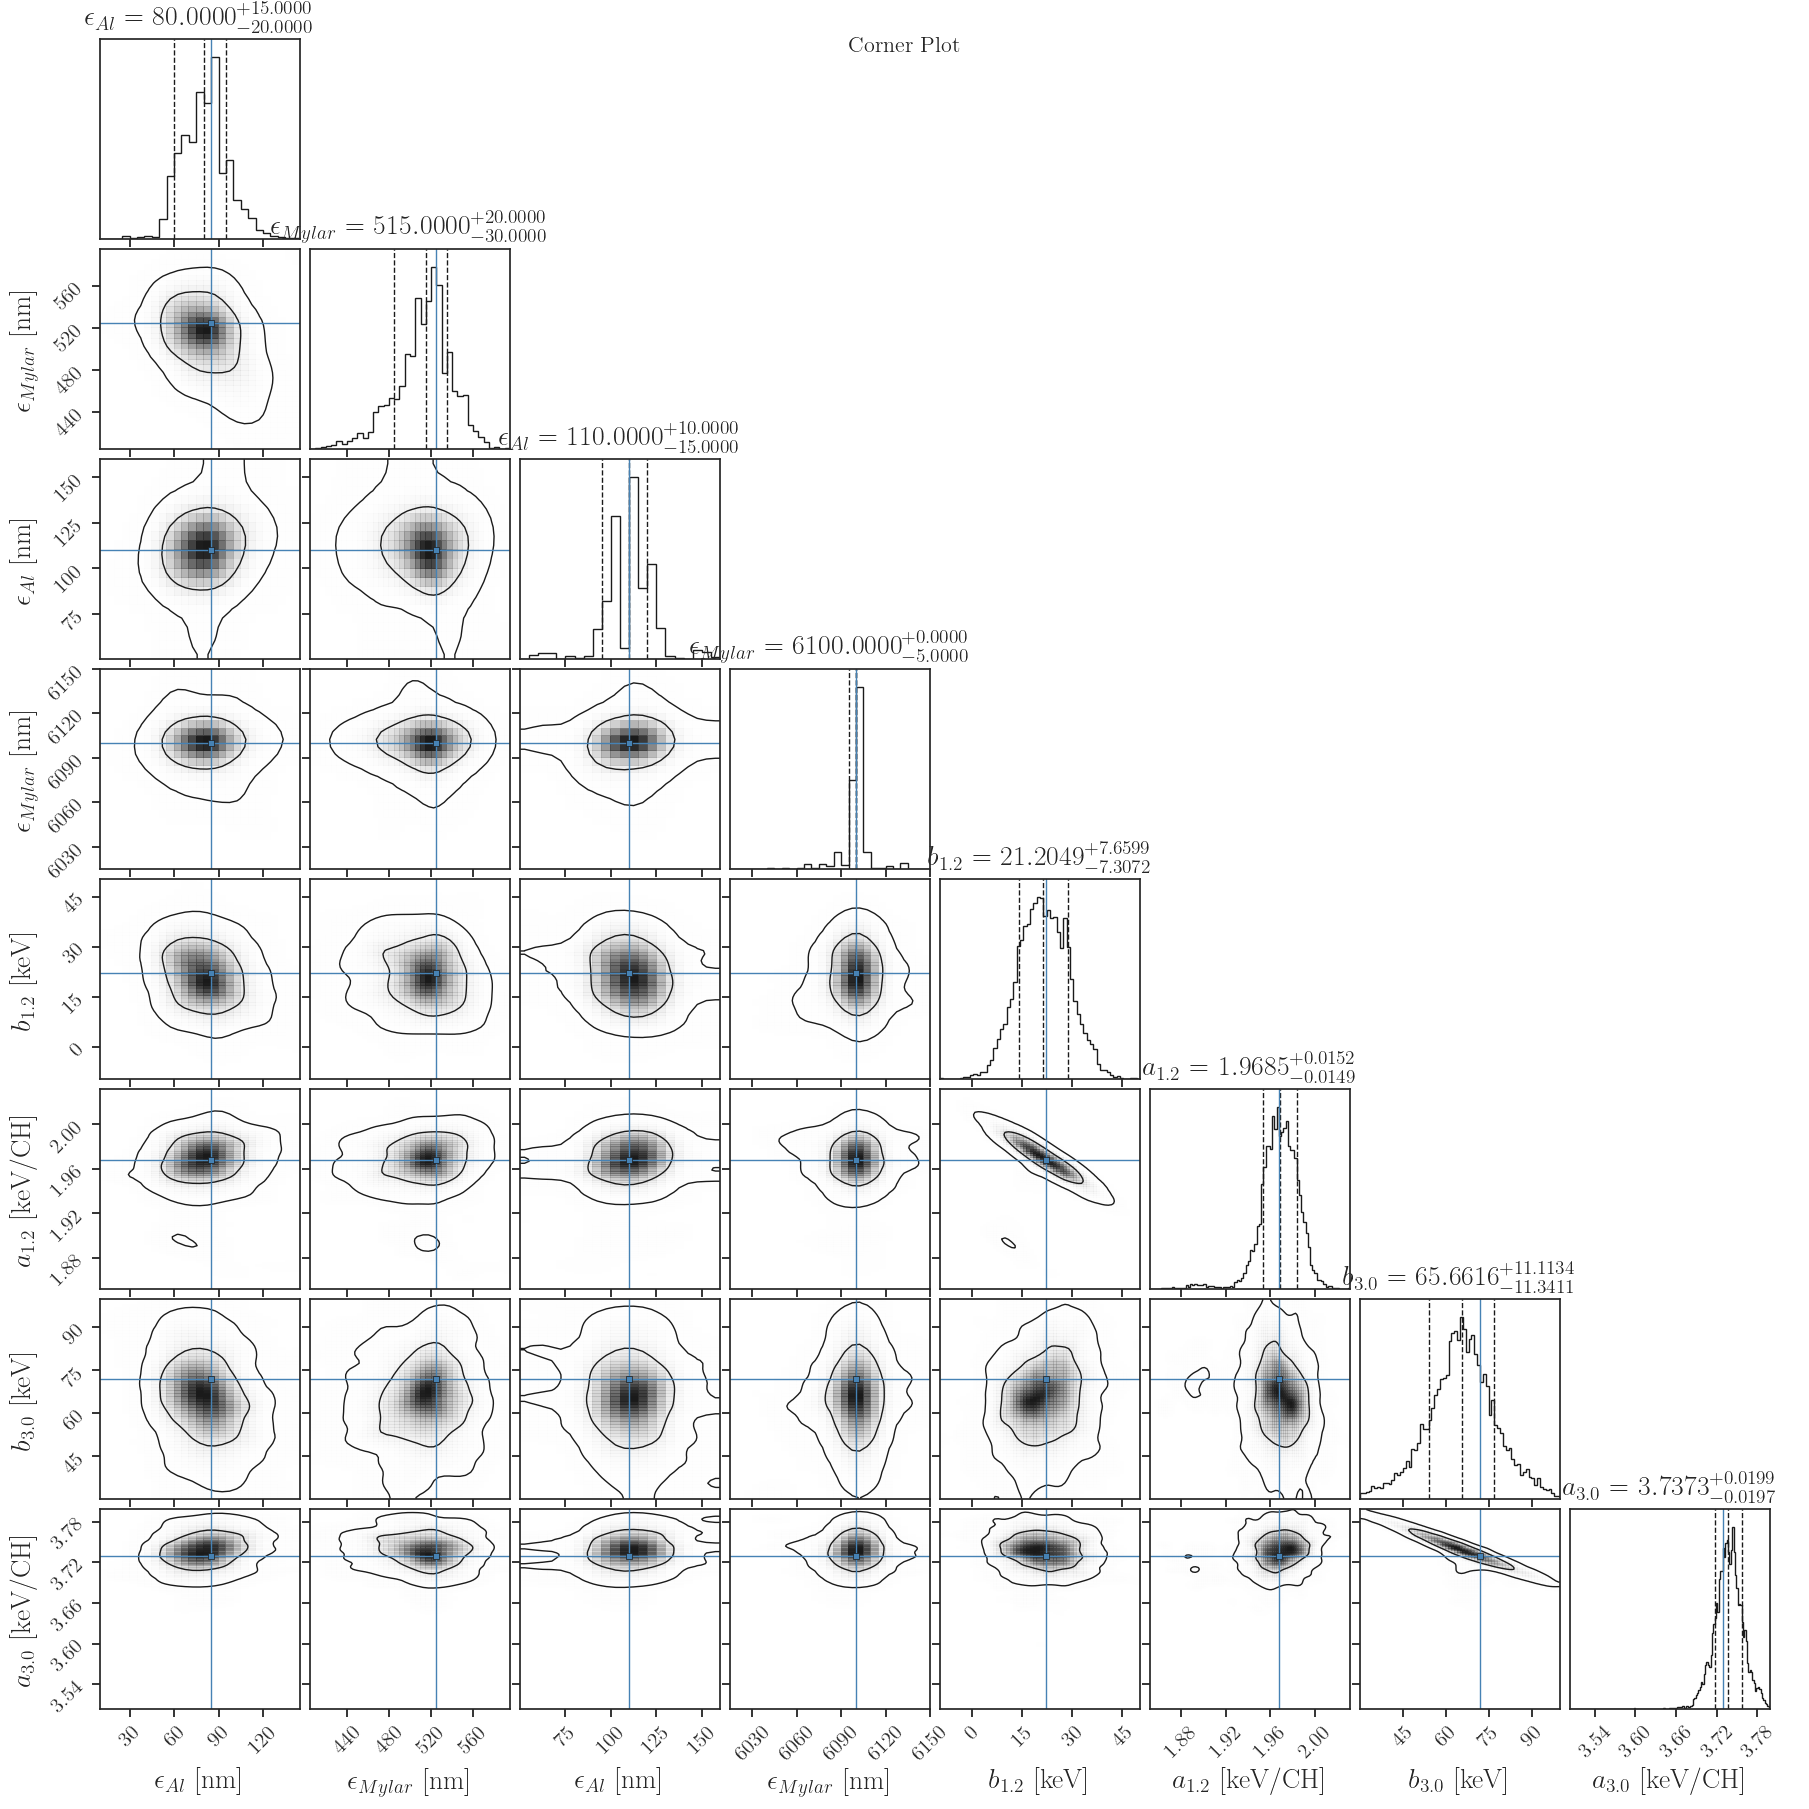 Corner Plot
ϵ_{Al} = 80.0000^{+15.0000}_{−20.0000}
ϵ_{Mylar} = 515.0000^{+20.0000}_{−30.0000}
ϵ_{Mylar} [nm]
560
520
480
440
ϵ_{Al} = 110.0000^{+10.0000}_{−15.0000}
ϵ_{Al} [nm]
150
125
100
75
ϵ_{Mylar} = 6100.0000^{+0.0000}_{−5.0000}
ϵ_{Mylar} [nm]
6150
6120
6090
6060
6030
b_{1.2} = 21.2049^{+7.6599}_{−7.3072}
b_{1.2} [keV]
45
30
15
0
a_{1.2} = 1.9685^{+0.0152}_{−0.0149}
a_{1.2} [keV/CH]
2.00
1.96
1.92
1.88
b_{3.0} = 65.6616^{+11.1134}_{−11.3411}
b_{3.0} [keV]
90
75
60
45
a_{3.0} = 3.7373^{+0.0199}_{−0.0197}
a_{3.0} [keV/CH]
3.78
3.72
3.66
3.60
3.54
30 60 90 120
440 480 520 560
75 100 125 150
6030 6060 6090 6120 6150
0 15 30 45
1.88 1.92 1.96 2.00
45 60 75 90
3.54 3.60 3.66 3.72 3.78
ϵ_{Al} [nm] ϵ_{Mylar} [nm] ϵ_{Al} [nm] ϵ_{Mylar} [nm] b_{1.2} [keV] a_{1.2} [keV/CH] b_{3.0} [keV] a_{3.0} [keV/CH]